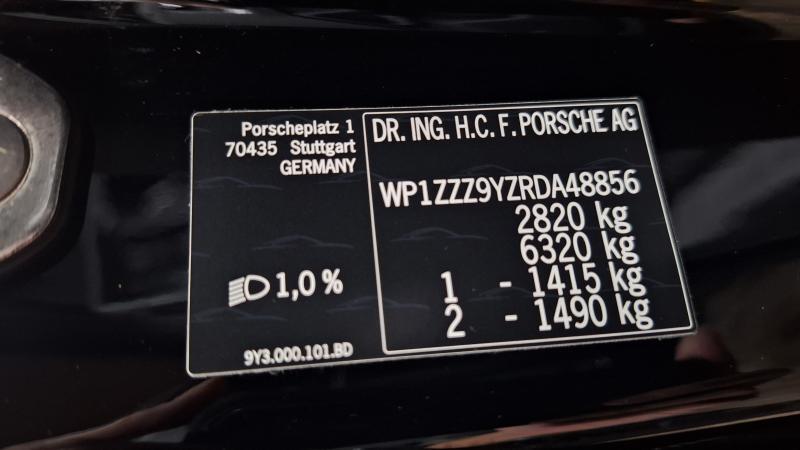 Porscheplatz 1
70435 Stuttgart
GERMANY
1,0 %
9Y3.000.101.BD
DR. ING. H.C. F. PORSCHE AG
WP1ZZZ9YZRDA48856
2820 kg
6320 kg
1 - 1415 kg
2 - 1490 kg